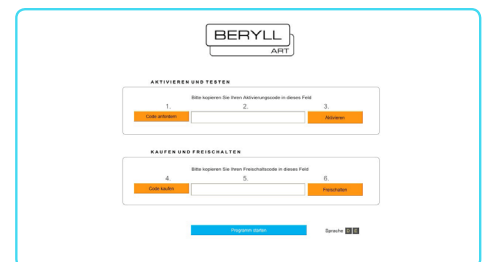 BERYLL
ART
AKTIVIEREN UND TESTEN
Bitte kopieren Sie Ihren Aktivierungscode in dieses Feld
1. 2. 3.
Code anfordern Aktivieren
KAUFEN UND FREISCHALTEN
Bitte kopieren Sie Ihren Freischaltcode in dieses Feld
4. 5. 6.
Code kaufen Freischalten
Programm starten Sprache D E